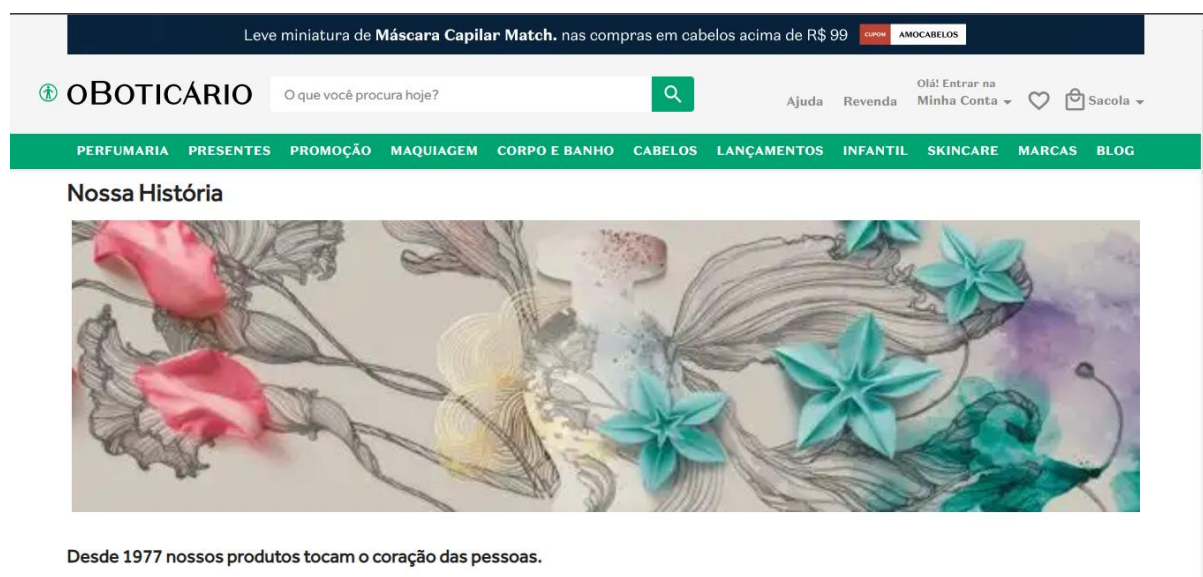 Leve miniatura de Máscara Capilar Match. nas compras em cabelos acima de R$ 99 CUPOM AMOCABELOS
oBOTICÁRIO
O que você procura hoje?
Ajuda Revenda
Olá! Entrar na
Minha Conta
Sacola
PERFUMARIA PRESENTES PROMOÇÃO MAQUIAGEM CORPO E BANHO CABELOS LANÇAMENTOS INFANTIL SKINCARE MARCAS BLOG
Nossa História
Desde 1977 nossos produtos tocam o coração das pessoas.